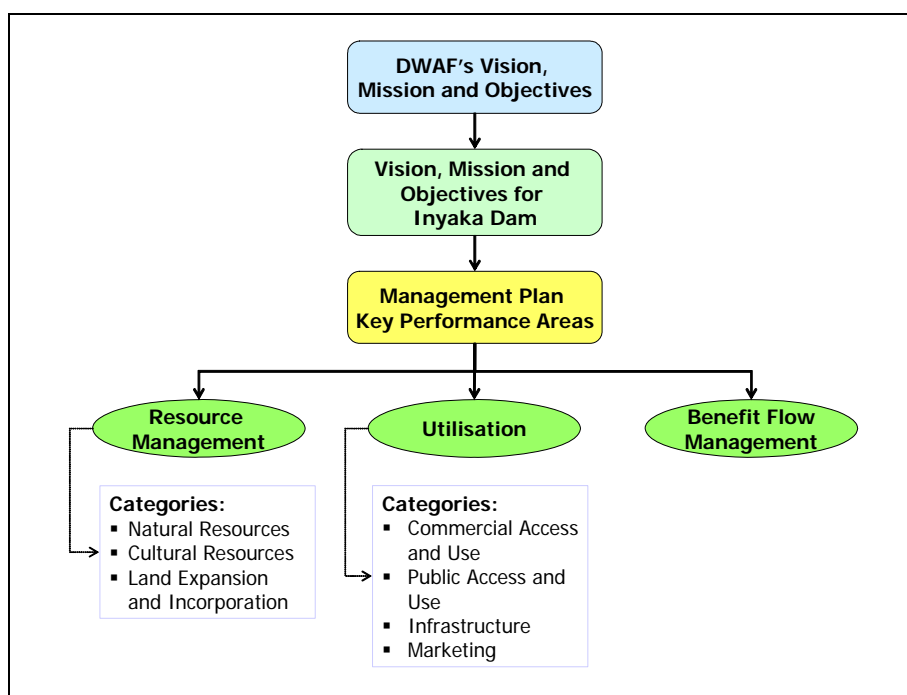 DWAF's Vision,
Mission and Objectives
Vision, Mission and
Objectives for
Inyaka Dam
Management Plan
Key Performance Areas
Resource
Management
Utilisation
Benefit Flow
Management
Categories:
▪ Natural Resources
▪ Cultural Resources
▪ Land Expansion
and Incorporation
Categories:
▪ Commercial Access
and Use
▪ Public Access and
Use
▪ Infrastructure
▪ Marketing